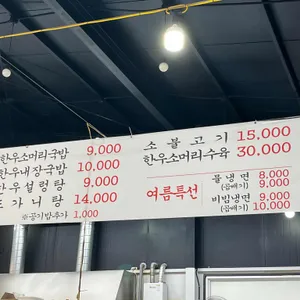 한우소머리국밥 9,000
한우내장국밥 10,000
한우설렁탕 9,000
도가니탕 14,000
※공기밥추가 1,000
소불고기 15,000
한우소머리수육 30,000
여름특선
물냉면 8,000
(곱빼기) 9,000
비빔냉면 9,000
(곱빼기) 10,000